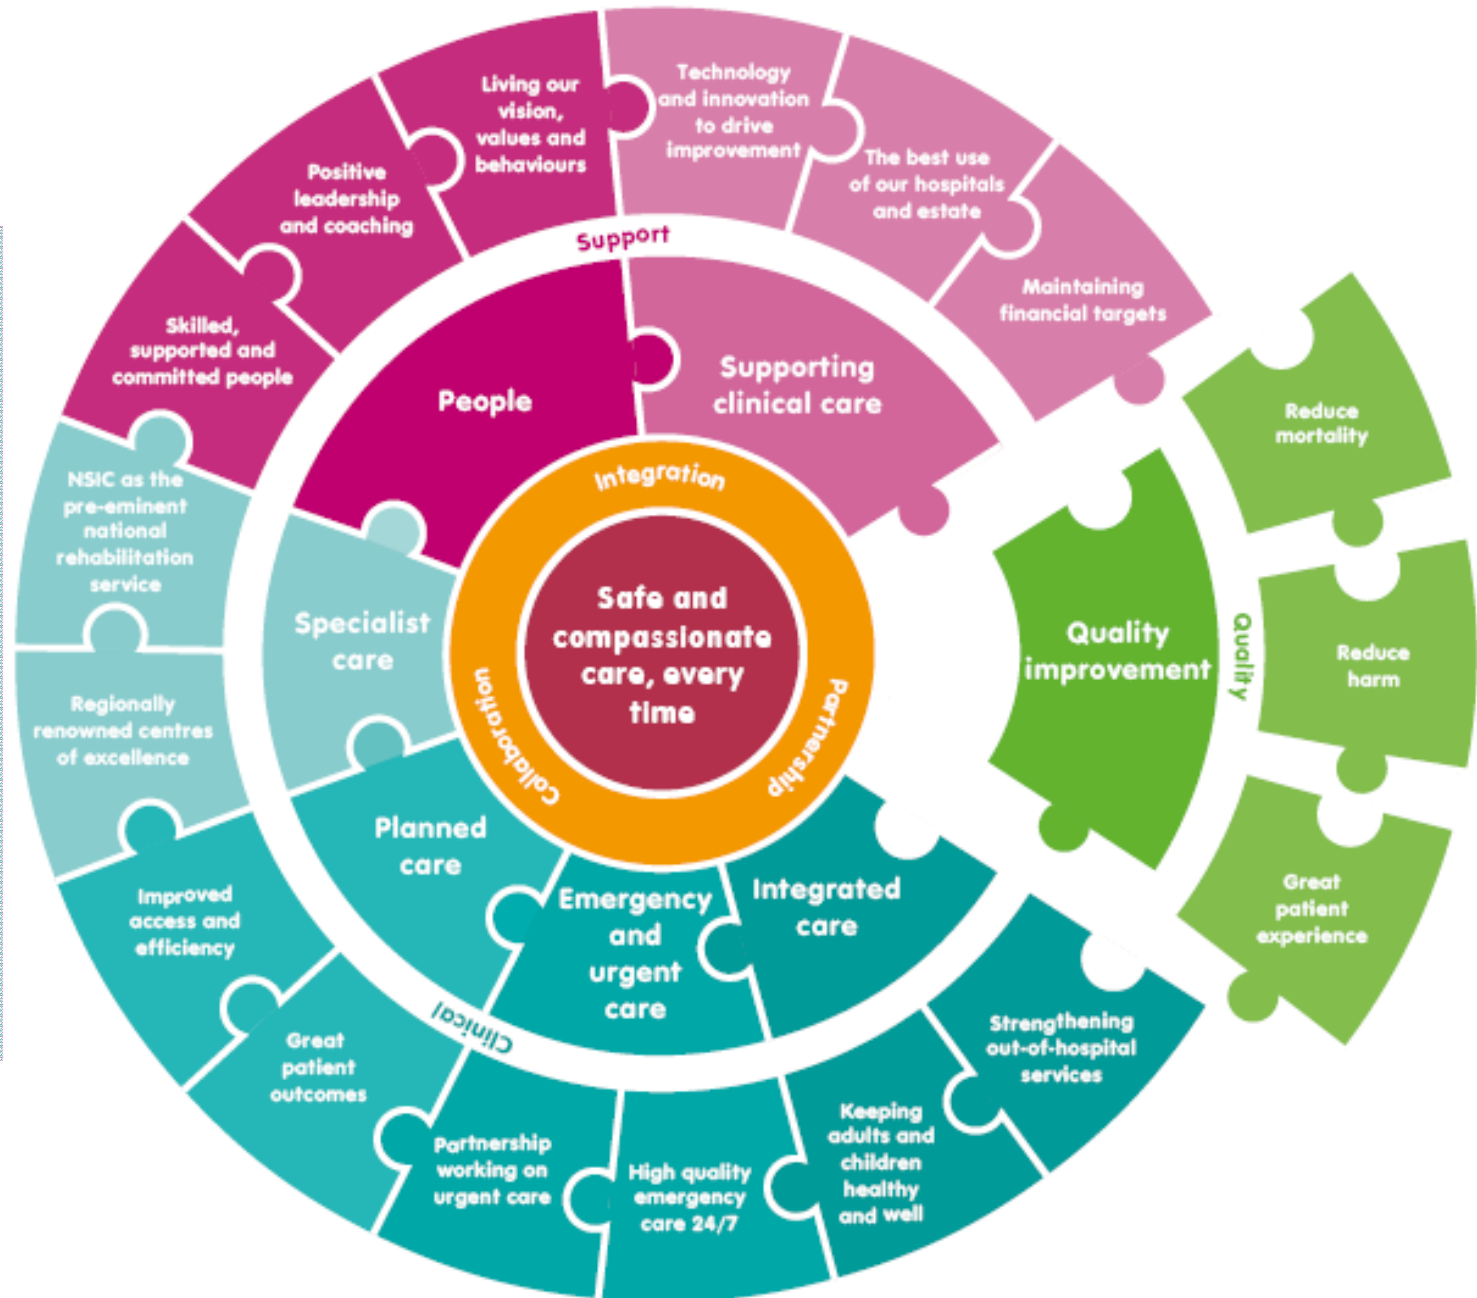 Living our
vision,
values and
behaviours
Technology
and innovation
to drive
improvement
The best use
of our hospitals
and estate
Maintaining
financial targets
Positive
leadership
and coaching
Skilled,
supported and
committed people
NSIC as the
pre-eminent
national
rehabilitation
service
Regionally
renowned centres
of excellence
Improved
access and
efficiency
Great
patient
outcomes
Partnership
working on
urgent care
High quality
emergency
care 24/7
Keeping
adults and
children
healthy
and well
Strengthening
out-of-hospital
services
Reduce
mortality
Reduce
harm
Great
patient
experience
Support
Quality
Clinical
People
Supporting
clinical care
Quality
improvement
Integrated
care
Emergency
and
urgent
care
Planned
care
Specialist
care
Integration
Partnership
Collaboration
Safe and
compassionate
care, every
time